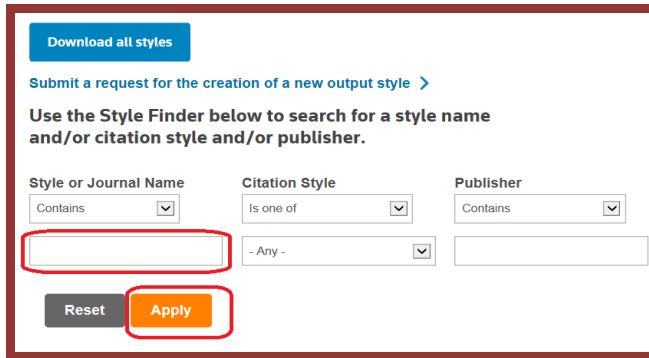 Download all styles
Submit a request for the creation of a new output style >
Use the Style Finder below to search for a style name
and/or citation style and/or publisher.
Style or Journal Name Citation Style Publisher
Contains Is one of Contains
- Any -
Reset Apply